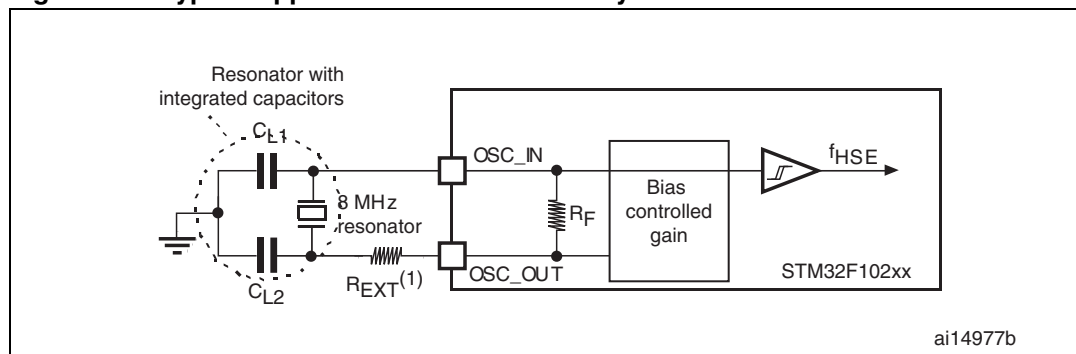 Resonator with
integrated capacitors
CL1
8 MHz
resonator
CL2
REXT(1)
OSC_IN
OSC_OUT
RF
Bias
controlled
gain
fHSE
STM32F102xx
ai14977b